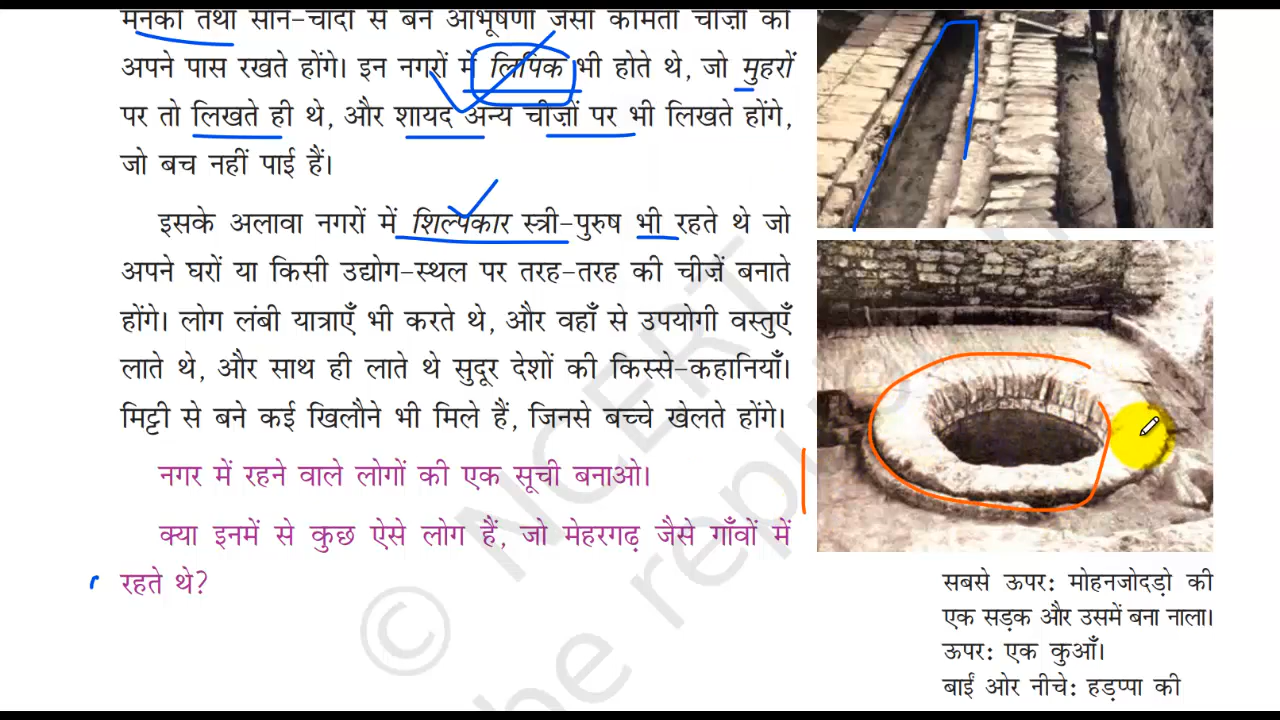 मनकों तथा सोने-चाँदी से बने आभूषणों जैसी कीमती चीज़ों को
अपने पास रखते होंगे। इन नगरों में लिपिक भी होते थे, जो मुहरों
पर तो लिखते ही थे, और शायद अन्य चीज़ों पर भी लिखते होंगे,
जो बच नहीं पाई हैं।
इसके अलावा नगरों में शिल्पकार स्त्री-पुरुष भी रहते थे जो
अपने घरों या किसी उद्योग-स्थल पर तरह-तरह की चीज़ें बनाते
होंगे। लोग लंबी यात्राएँ भी करते थे, और वहाँ से उपयोगी वस्तुएँ
लाते थे, और साथ ही लाते थे सुदूर देशों की किस्से-कहानियाँ।
मिट्टी से बने कई खिलौने भी मिले हैं, जिनसे बच्चे खेलते होंगे।
नगर में रहने वाले लोगों की एक सूची बनाओ।
क्या इनमें से कुछ ऐसे लोग हैं, जो मेहरगढ़ जैसे गाँवों में
रहते थे?
सबसे ऊपर: मोहनजोदड़ो की
एक सड़क और उसमें बना नाला।
ऊपर: एक कुआँ।
बाईं ओर नीचे: हड़प्पा की
© NCERT
be repu